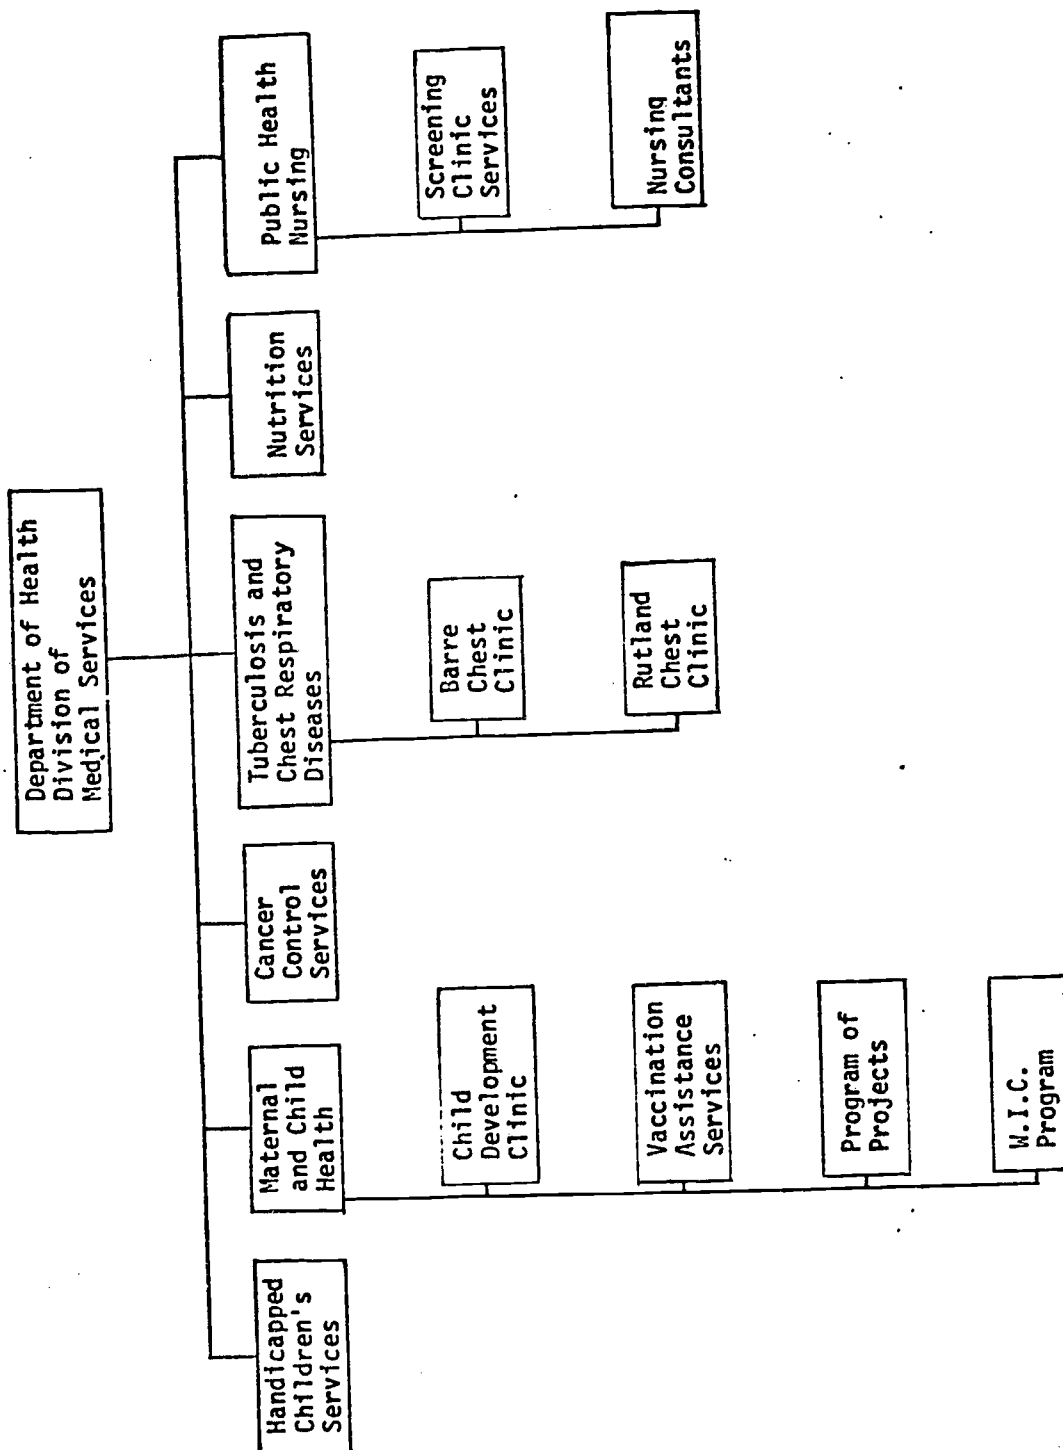 Department of Health
Division of
Medical Services
Handicapped
Children's
Services
Maternal
and Child
Health
Child
Development
Clinic
Vaccination
Assistance
Services
Program of
Projects
W.I.C.
Program
Cancer
Control
Services
Tuberculosis and
Chest Respiratory
Diseases
Barre
Chest
Clinic
Rutland
Chest
Clinic
Nutrition
Services
Public Health
Nursing
Screening
Clinic
Services
Nursing
Consultants